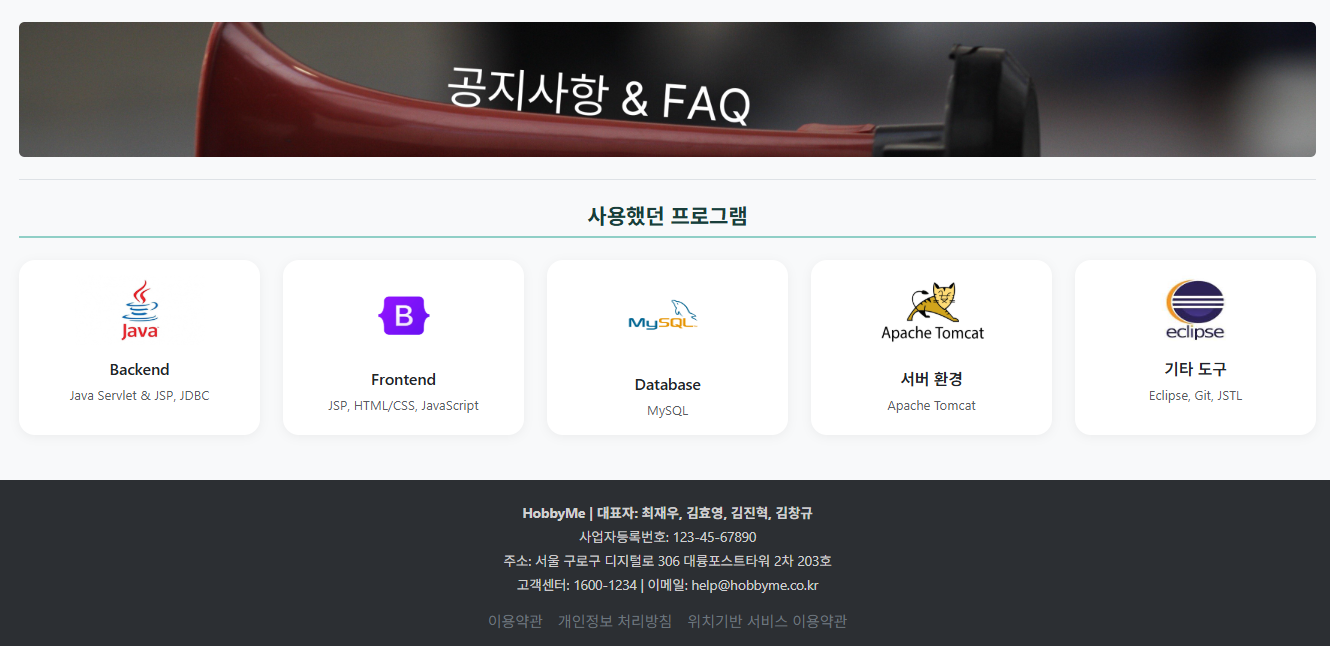 공지사항 & FAQ
사용했던 프로그램
Java
Backend
Java Servlet & JSP, JDBC
B
Frontend
JSP, HTML/CSS, JavaScript
MySQL
Database
MySQL
Apache Tomcat
서버 환경
Apache Tomcat
eclipse
기타 도구
Eclipse, Git, JSTL
HobbyMe | 대표자: 최재우, 김효영, 김진혁, 김창규
사업자등록번호: 123-45-67890
주소: 서울 구로구 디지털로 306 대륭포스트타워 2차 203호
고객센터: 1600-1234 | 이메일: help@hobbyme.co.kr
이용약관 개인정보 처리방침 위치기반 서비스 이용약관